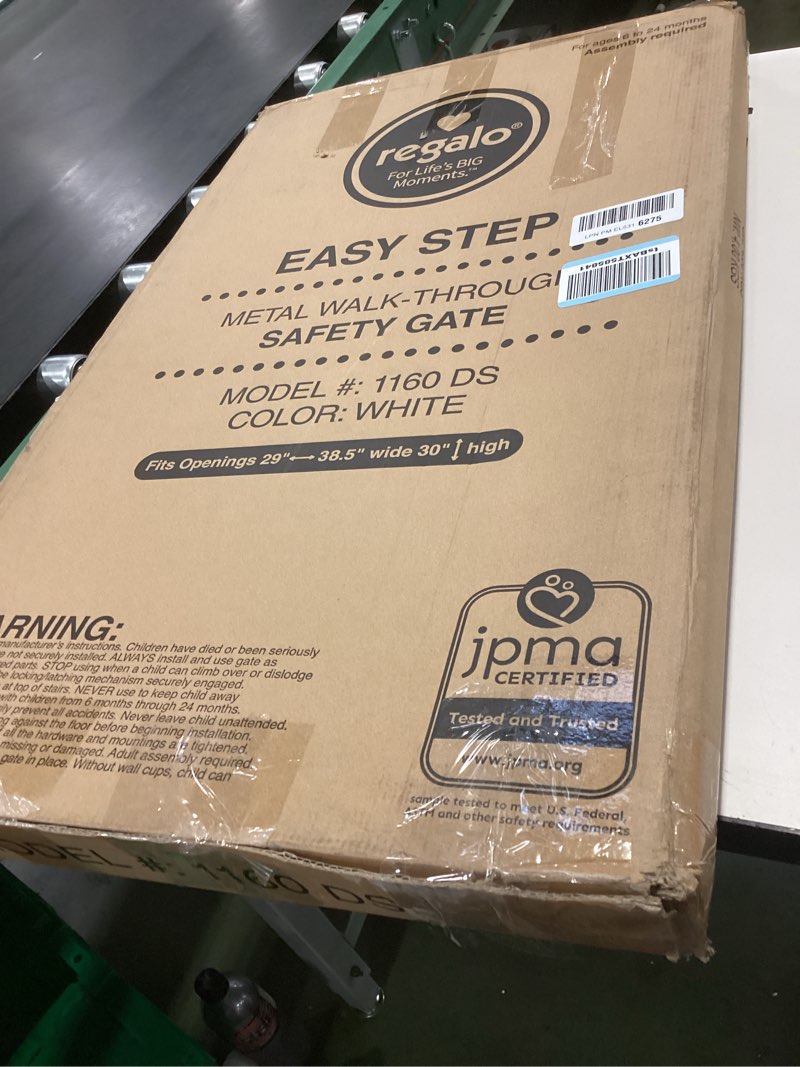 For ages 6 to 24 months
Assembly required
regalo®
For Life's BIG
Moments.™
EASY STEP
6275
METAL WALK-THROUG
SAFETY GATE
MODEL #: 1160 DS
COLOR: WHITE
Fits Openings 29"↔38.5" wide 30"↕high
ARNING:
manufacturer's instructions. Children have died or been seriously
not securely installed. ALWAYS install and use gate as
parts. STOP using when a child can climb over or dislodge
locking/latching mechanism securely engaged.
at top of stairs. NEVER use to keep child away
with children from 6 months through 24 months.
prevent all accidents. Never leave child unattended.
against the floor before beginning installation.
all the hardware and mountings are tightened.
missing or damaged. Adult assembly required.
gate in place. Without wall cups, child can
jpma
CERTIFIED
Tested and Trusted
www.jpma.org
sample tested to meet U.S. Federal,
ASTM and other safety requirements
ODEL #: 1160 DS